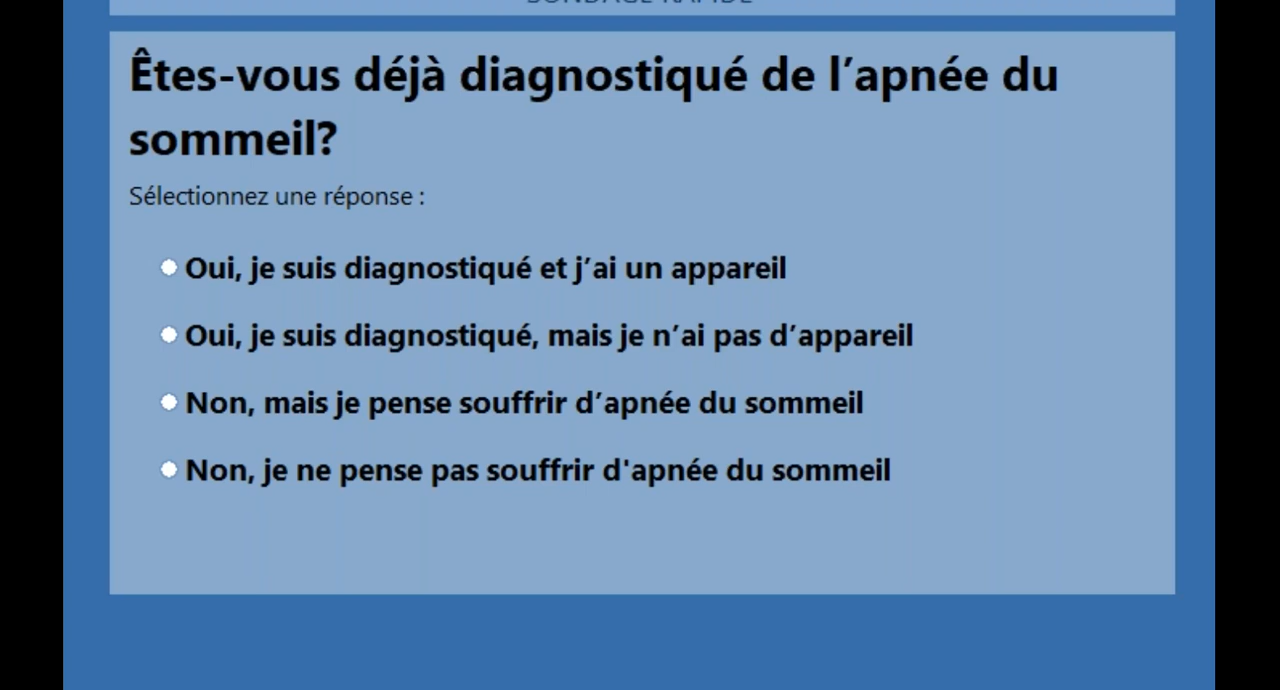 SONDAGE RAPIDE
Êtes-vous déjà diagnostiqué de l’apnée du
sommeil?
Sélectionnez une réponse :
Oui, je suis diagnostiqué et j’ai un appareil
Oui, je suis diagnostiqué, mais je n’ai pas d’appareil
Non, mais je pense souffrir d’apnée du sommeil
Non, je ne pense pas souffrir d'apnée du sommeil